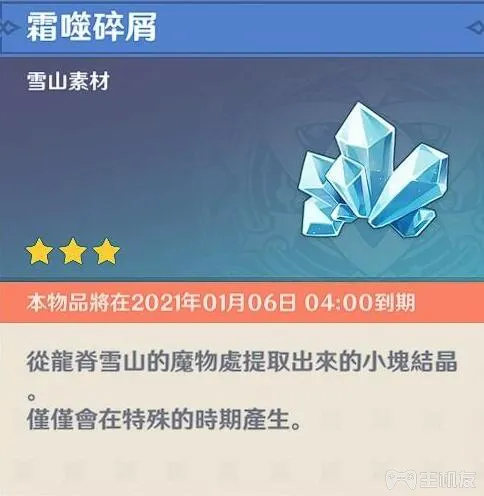 霜噬碎屑
雪山素材
本物品將在2021年01月06日 04:00到期
從龍脊雪山的魔物處提取出來的小塊結晶
。
僅僅會在特殊的時期產生。
主机友